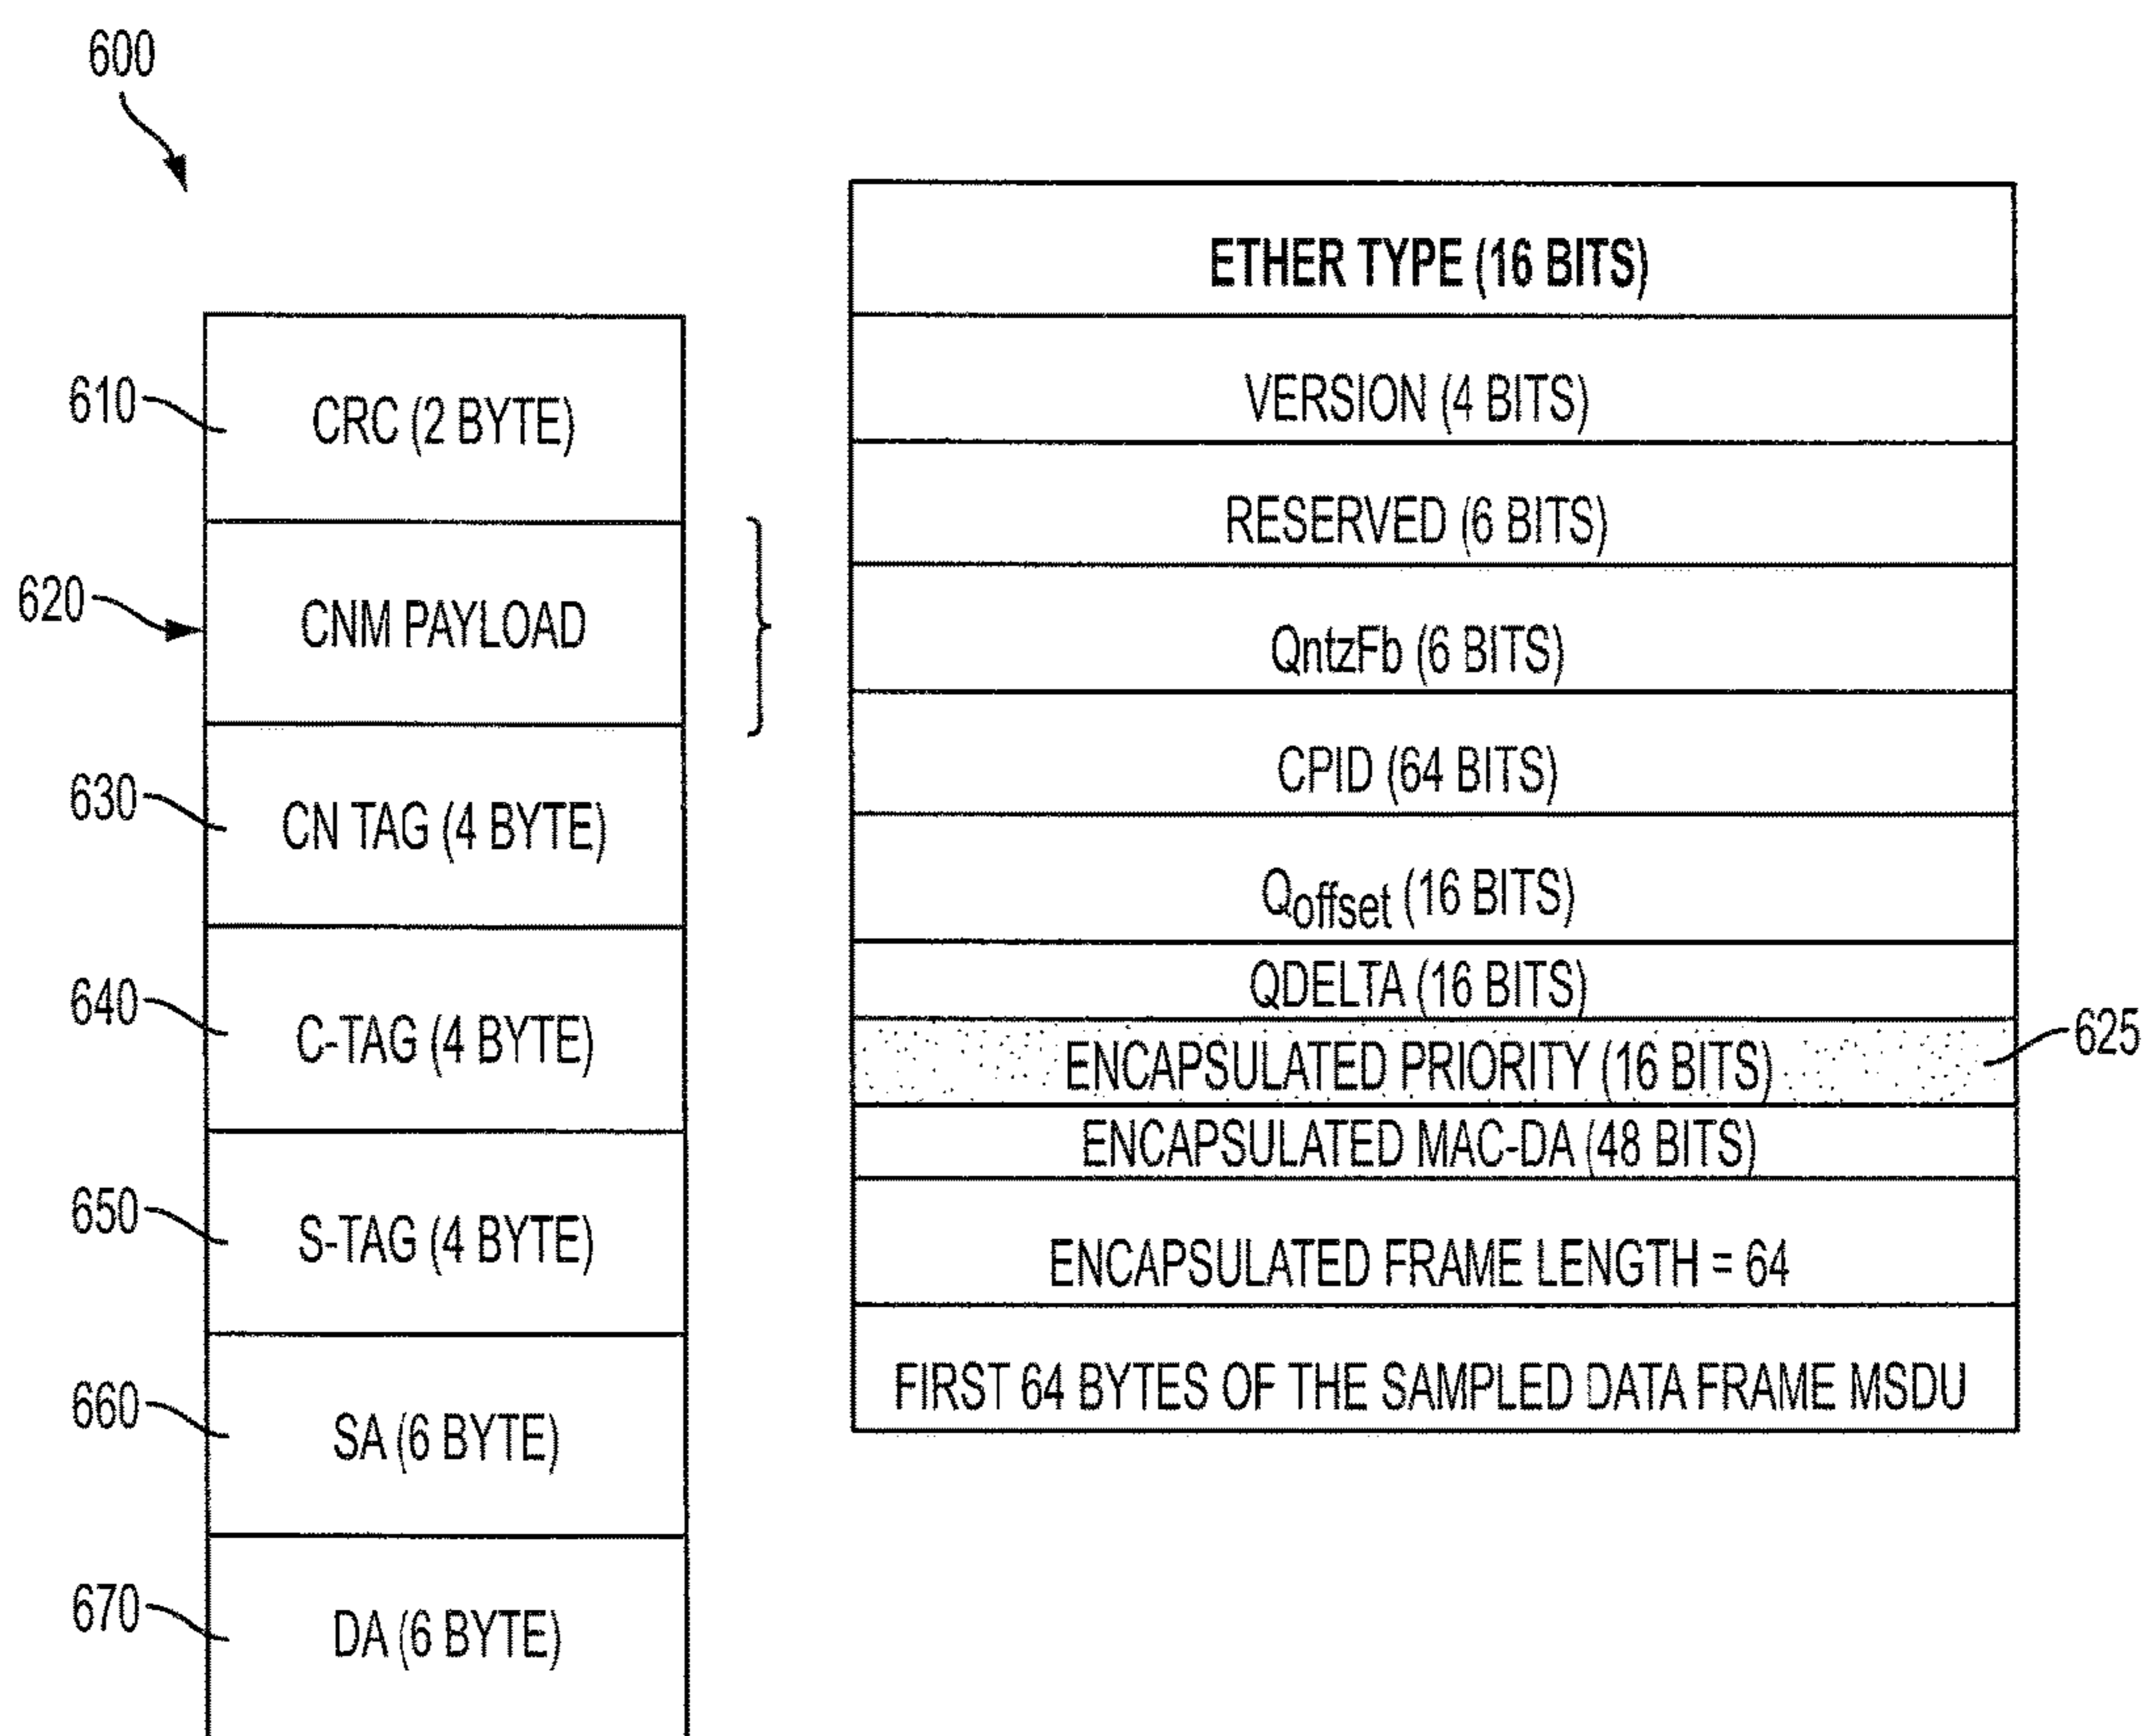 600
610
CRC (2 BYTE)
620
CNM PAYLOAD
630
CN TAG (4 BYTE)
640
C-TAG (4 BYTE)
650
S-TAG (4 BYTE)
660
SA (6 BYTE)
670
DA (6 BYTE)
ETHER TYPE (16 BITS)
VERSION (4 BITS)
RESERVED (6 BITS)
QntzFb (6 BITS)
CPID (64 BITS)
Qoffset (16 BITS)
QDELTA (16 BITS)
ENCAPSULATED PRIORITY (16 BITS)
625
ENCAPSULATED MAC-DA (48 BITS)
ENCAPSULATED FRAME LENGTH = 64
FIRST 64 BYTES OF THE SAMPLED DATA FRAME MSDU